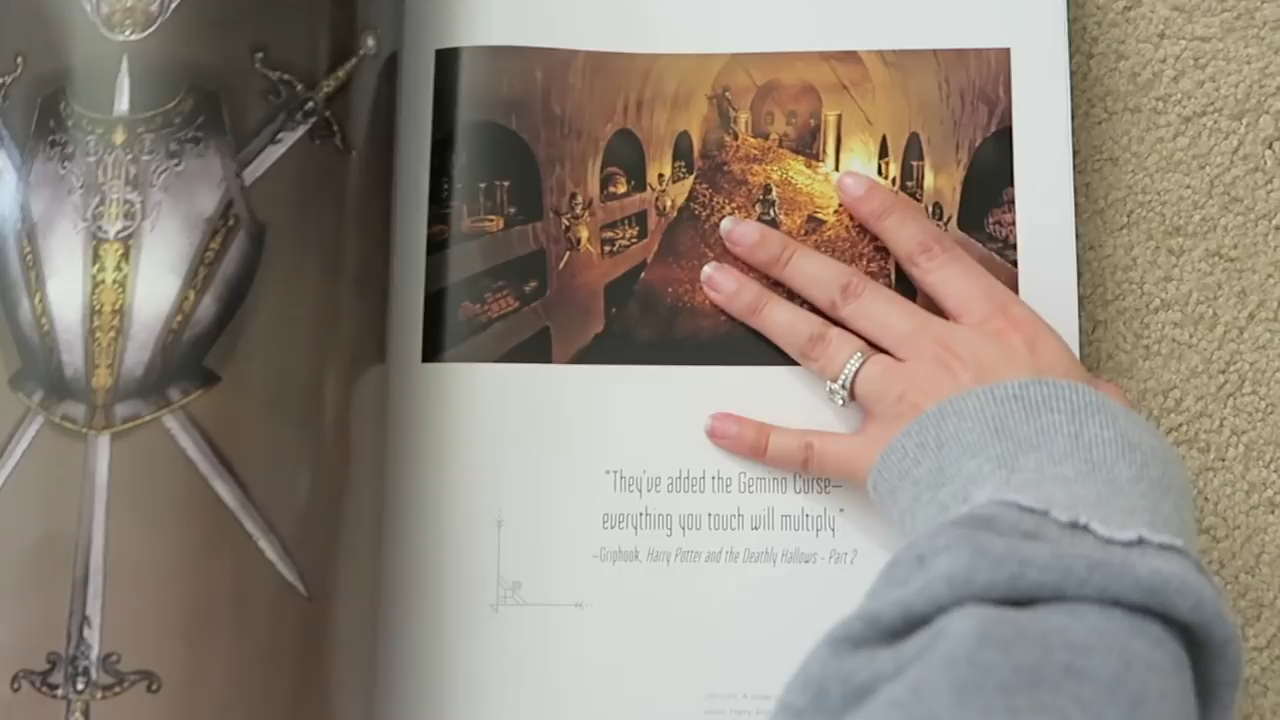 "They've added the Gemino Curse—
everything you touch will multiply."
–Griphook, Harry Potter and the Deathly Hallows - Part 2